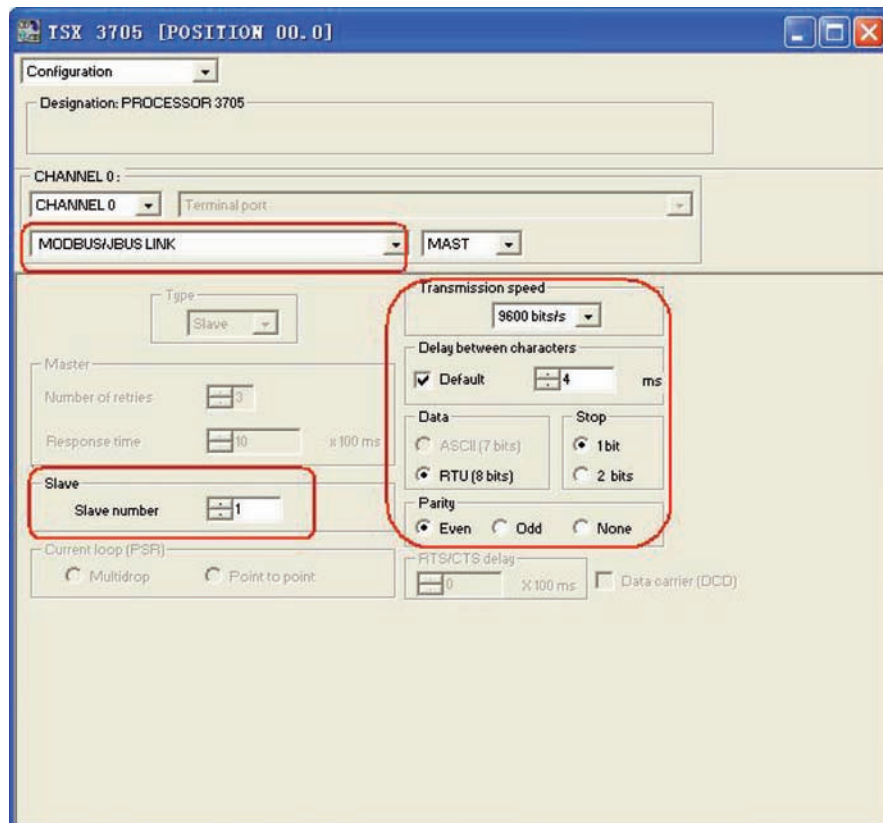 TSX 3705 [POSITION 00.0]
Configuration
Designation: PROCESSOR 3705
CHANNEL 0 :
CHANNEL 0 Terminal port
MODBUS/JBUS LINK MAST
Type
Slave
Transmission speed
9600 bits/s
Delay between characters
Default 4 ms
Master
Number of retries 3
Response time 10 x 100 ms
Data
ASCII (7 bits)
RTU (8 bits)
Stop
1bit
2 bits
Slave
Slave number 1
Parity
Even Odd None
Current loop (PSR)
Multidrop Point to point
RTS/CTS delay
0 X 100 ms
Data carrier (DCD)